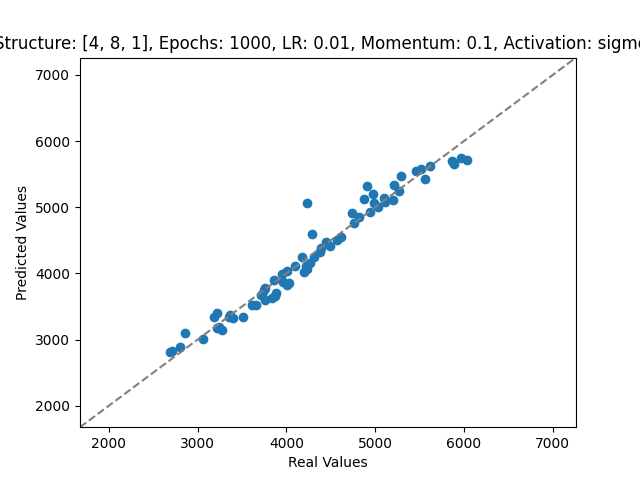 Structure: [4, 8, 1], Epochs: 1000, LR: 0.01, Momentum: 0.1, Activation:
7000
6000
5000
4000
3000
2000
Predicted Values
2000 3000 4000 5000 6000 7000
Real Values